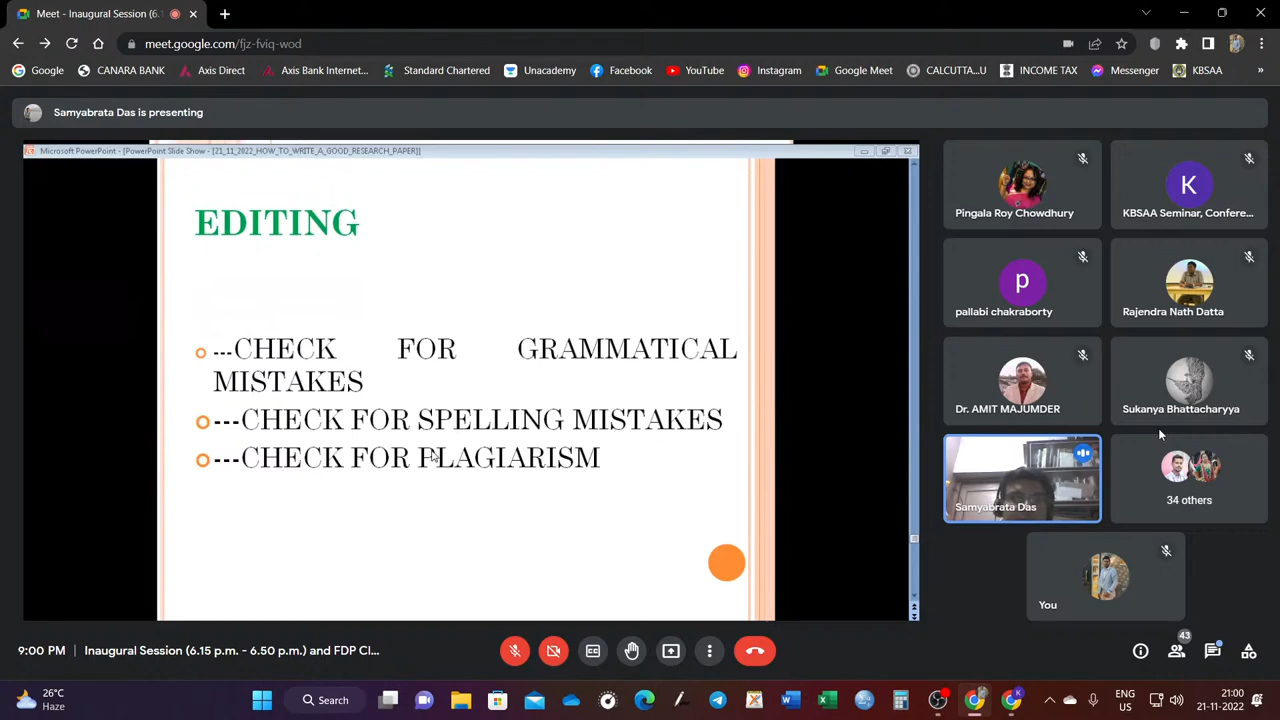 Meet - Inaugural Session (6.1
meet.google.com/fjz-fviq-wod
Google
CANARA BANK
Axis Direct
Axis Bank Internet...
Standard Chartered
Unacademy
Facebook
YouTube
Instagram
Google Meet
CALCUTTA...U
INCOME TAX
Messenger
KBSAA
»
Samyabrata Das is presenting
Microsoft PowerPoint - [PowerPoint Slide Show - [21_11_2022_HOW_TO_WRITE_A_GOOD_RESEARCH_PAPER]]
EDITING
---CHECK FOR GRAMMATICAL
MISTAKES
---CHECK FOR SPELLING MISTAKES
---CHECK FOR PLAGIARISM
Pingala Roy Chowdhury
K
KBSAA Seminar, Confere...
p
pallabi chakraborty
Rajendra Nath Datta
Dr. AMIT MAJUMDER
Sukanya Bhattacharyya
Samyabrata Das
34 others
You
9:00 PM | Inaugural Session (6.15 p.m. - 6.50 p.m.) and FDP Cl...
43
26°C
Haze
Search
ENG
US
21:00
21-11-2022